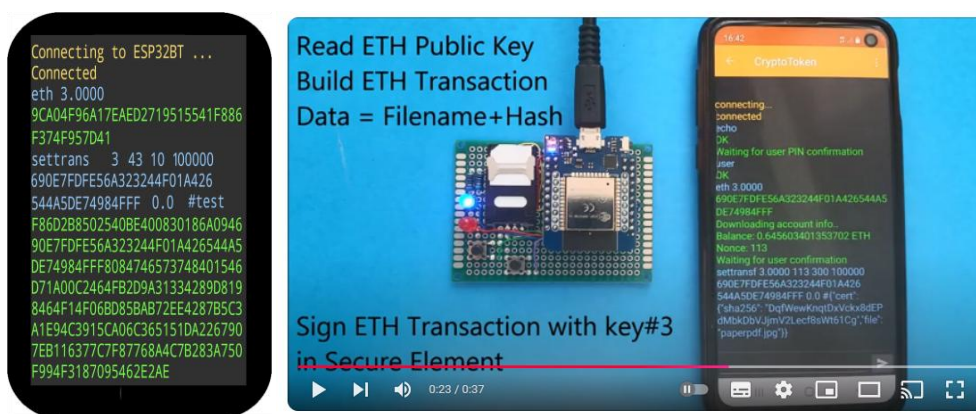 Connecting to ESP32BT ...
Connected
eth 3.0000
9CA04F96A17EAED2719515541F886
F374F957D41
settrans 3 43 10 100000
690E7FDFE56A323244F01A426
544A5DE74984FFF 0.0 #test
F86D2B8502540BE400830186A0946
90E7FDFE56A323244F01A426544A5
DE74984FFF8084746573748401546
D71A00C2464FB2D9A31334289D819
8464F14F06BD85BAB72EE4287B5C3
A1E94C3915CA06C365151DA226790
7EB116377C7F87768A4C7B283A750
F994F3187095462E2AE
Read ETH Public Key
Build ETH Transaction
Data = Filename+Hash
Sign ETH Transaction with key#3
in Secure Element
0:23 / 0:37
16:42
CryptoToken
connecting...
connected
echo
OK
Waiting for user PIN confirmation
user
OK
eth 3.0000
690E7FDFE56A323244F01A426544A5
DE74984FFF
Downloading account info..
Balance: 0.645603401353702 ETH
Nonce: 113
Waiting for user confirmation
settransf 3.0000 113 300 100000
690E7FDFE56A323244F01A426
544A5DE74984FFF 0.0 #{"cert":
{"sha256": "DqfWewKnqtDxVckx8dEP
dMbkDbVJjmV2Lecf8sWt61Cg","file":
"paperpdf.jpg"}}